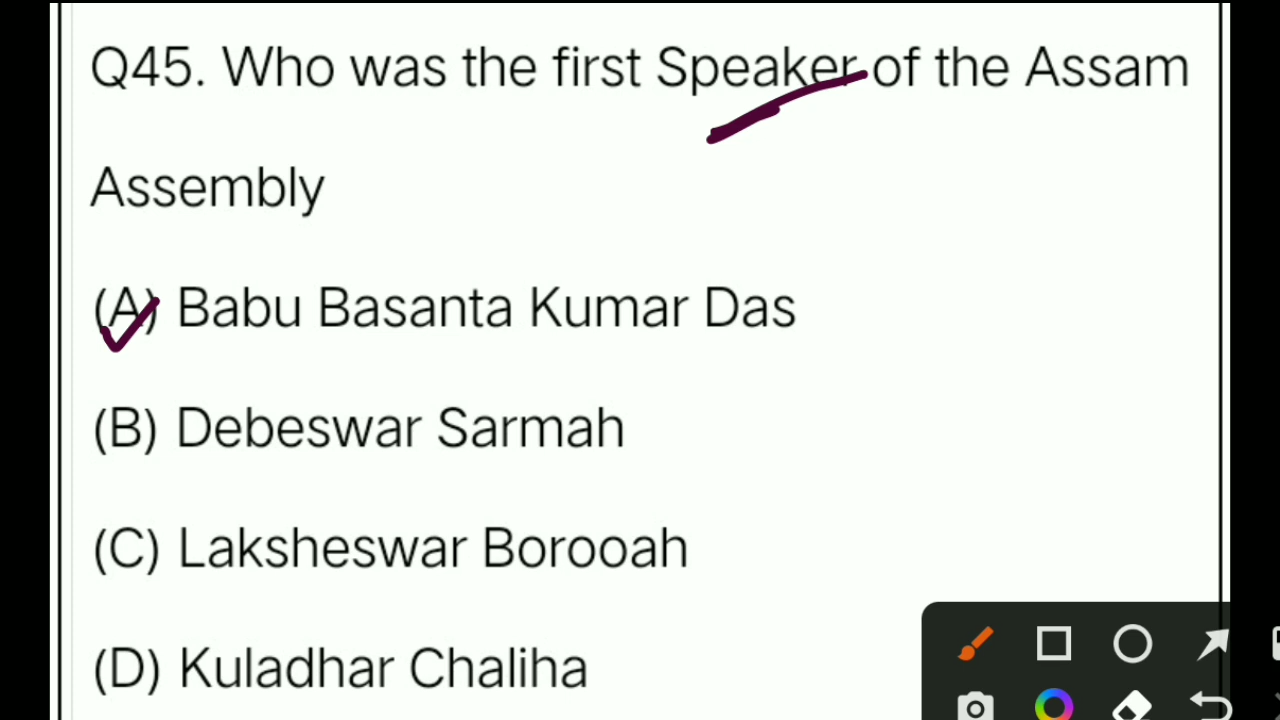 Q45. Who was the first Speaker of the Assam
Assembly
(A) Babu Basanta Kumar Das
(B) Debeswar Sarmah
(C) Laksheswar Borooah
(D) Kuladhar Chaliha